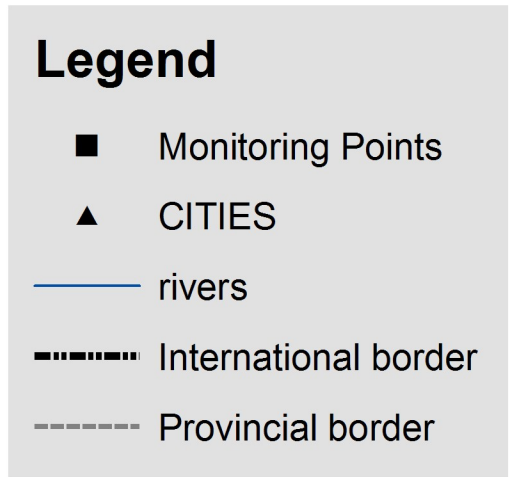 Legend
Monitoring Points
CITIES
rivers
International border
Provincial border